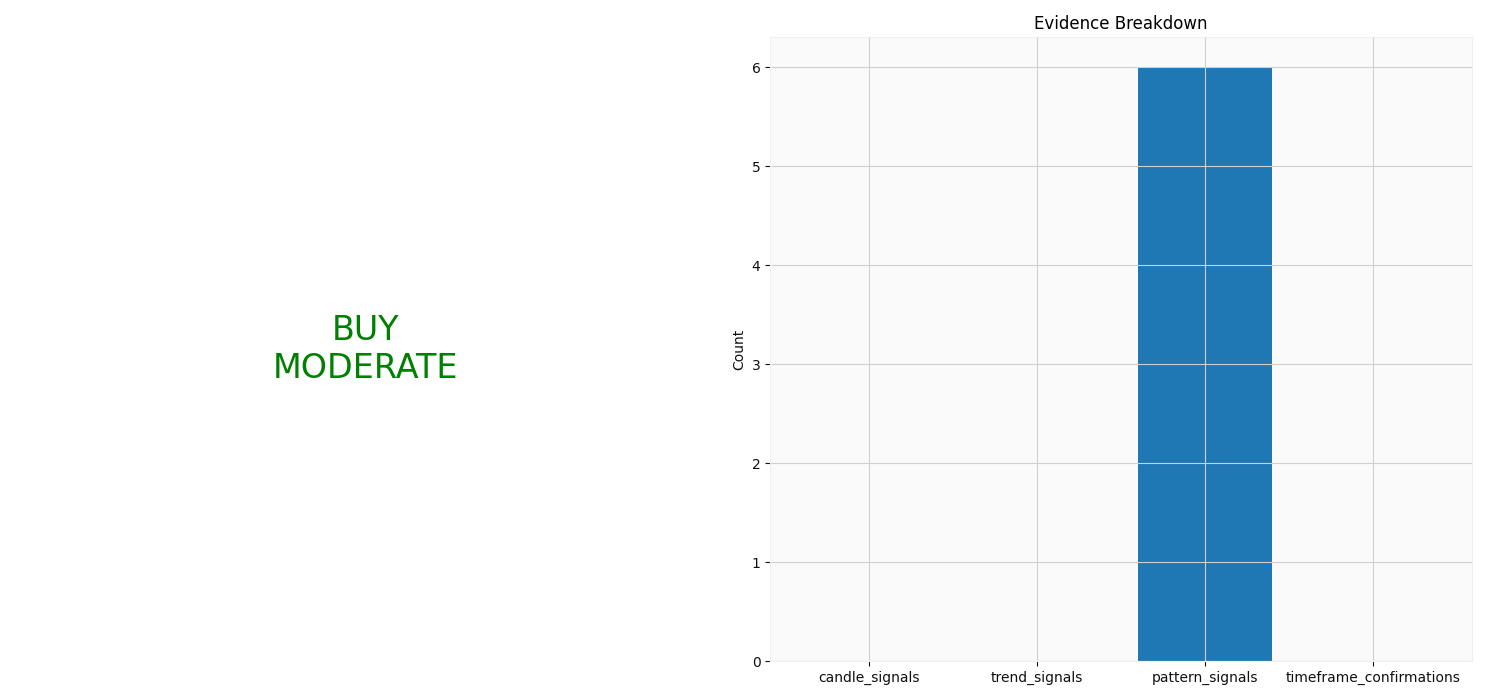 BUY
MODERATE
Evidence Breakdown
Count
6
5
4
3
2
1
0
candle_signals trend_signals pattern_signals timeframe_confirmations